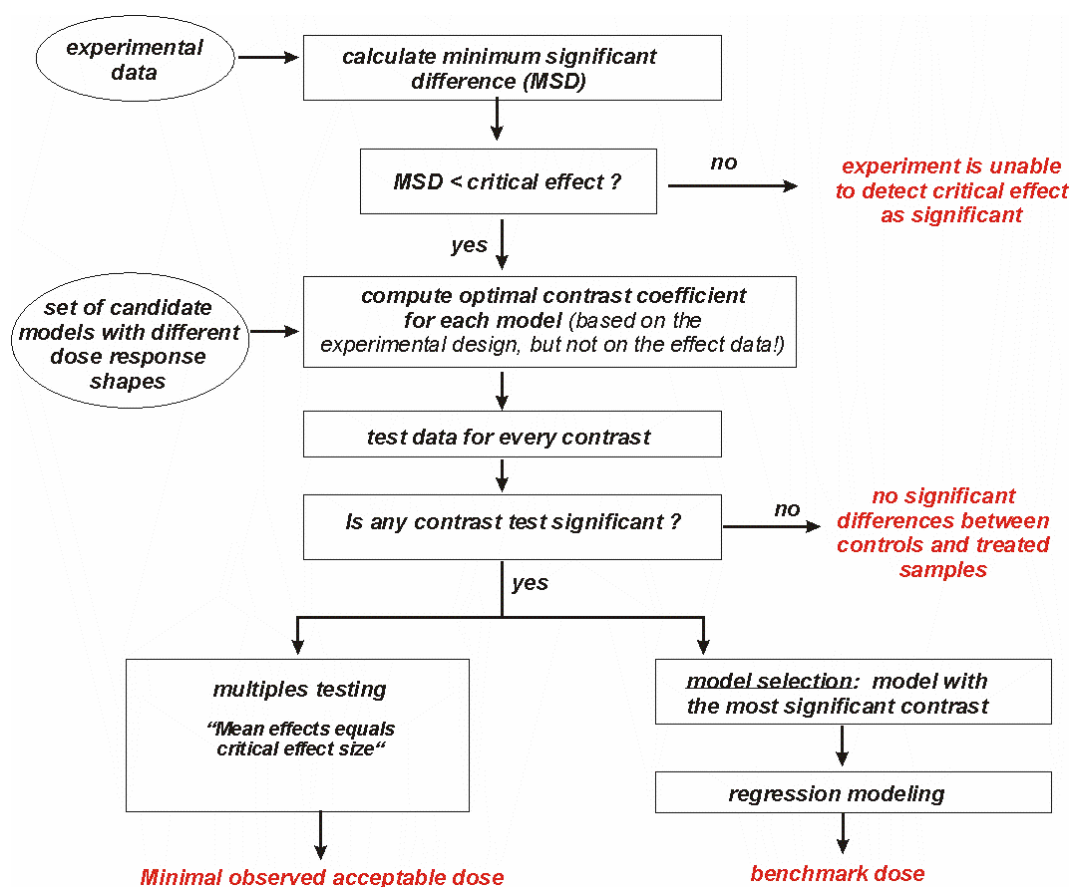 experimental
data
calculate minimum significant
difference (MSD)
MSD < critical effect ?
no
experiment is unable
to detect critical effect
as significant
yes
set of candidate
models with different
dose response
shapes
compute optimal contrast coefficient
for each model (based on the
experimental design, but not on the effect data!)
test data for every contrast
Is any contrast test significant ?
no
no significant
differences between
controls and treated
samples
yes
multiples testing
“Mean effects equals
critical effect size“
model selection: model with
the most significant contrast
regression modeling
Minimal observed acceptable dose
benchmark dose